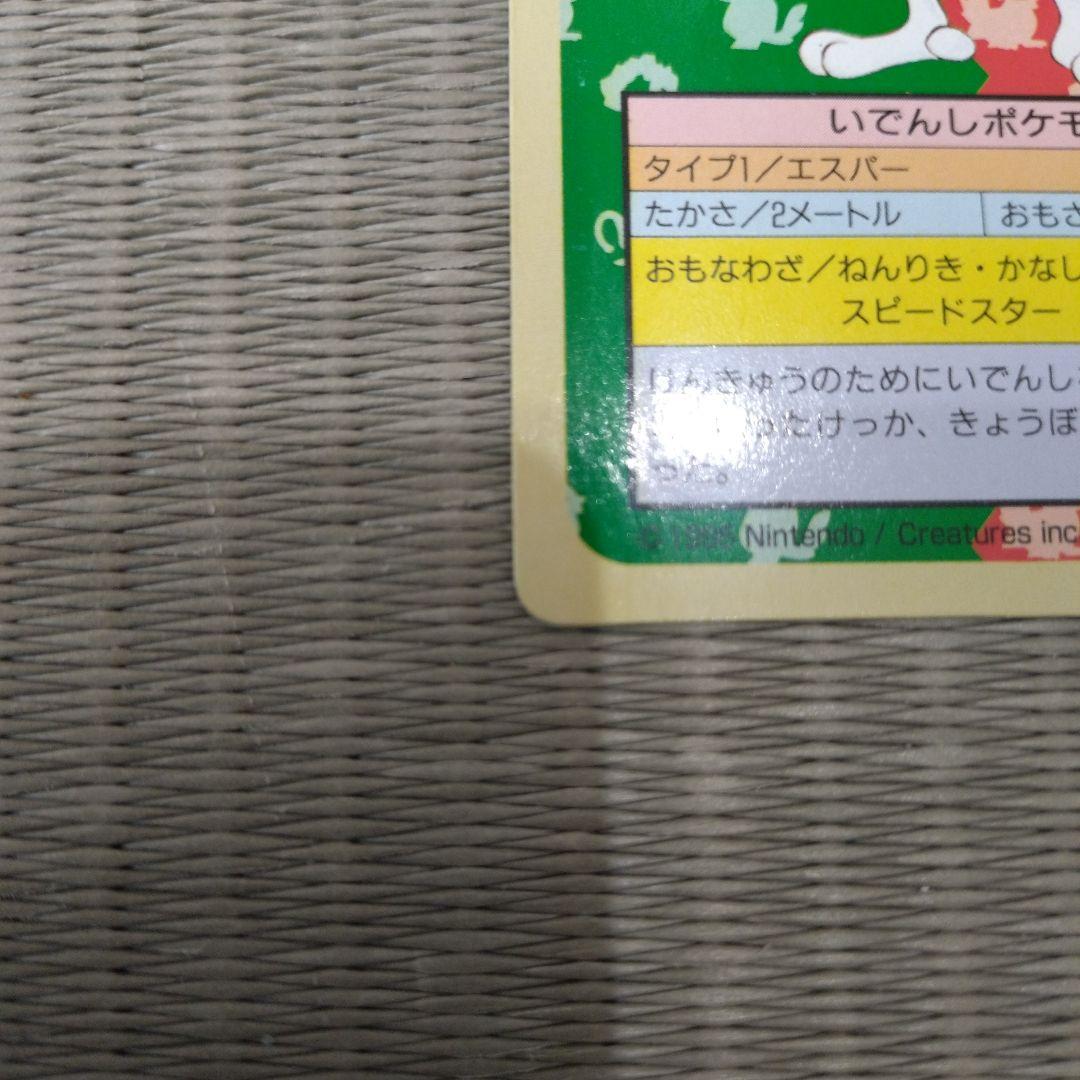 いでんしポケモ
タイプ1／エスパー
たかさ／2メートル おもさ
おもなわざ／ねんりき・かなし
スピードスター
けんきゅうのためにいでんし
ったけっか、きょうぼ
った。
© Nintendo / Creatures inc